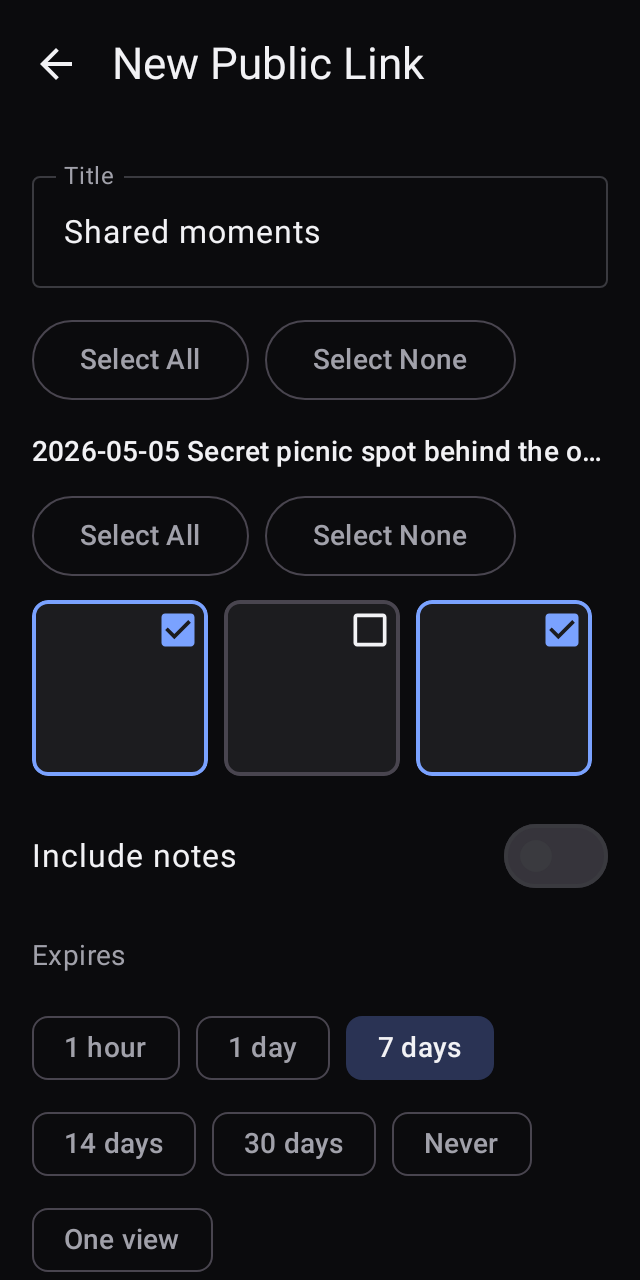 New Public Link
Title
Shared moments
Select All
Select None
2026-05-05 Secret picnic spot behind the o…
Select All
Select None
Include notes
Expires
1 hour
1 day
7 days
14 days
30 days
Never
One view